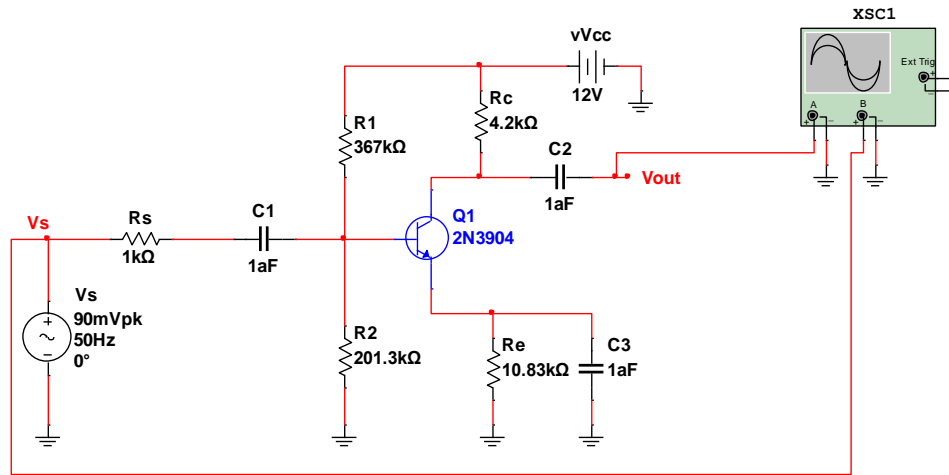 XSC1
vVcc
12V
Ext Trig
+
-
A
B
+
-
+
-
Rc
4.2kΩ
R1
367kΩ
C2
1aF
Vout
Vs
Rs
1kΩ
C1
1aF
Q1
2N3904
Vs
90mVpk
50Hz
0°
R2
201.3kΩ
Re
10.83kΩ
C3
1aF